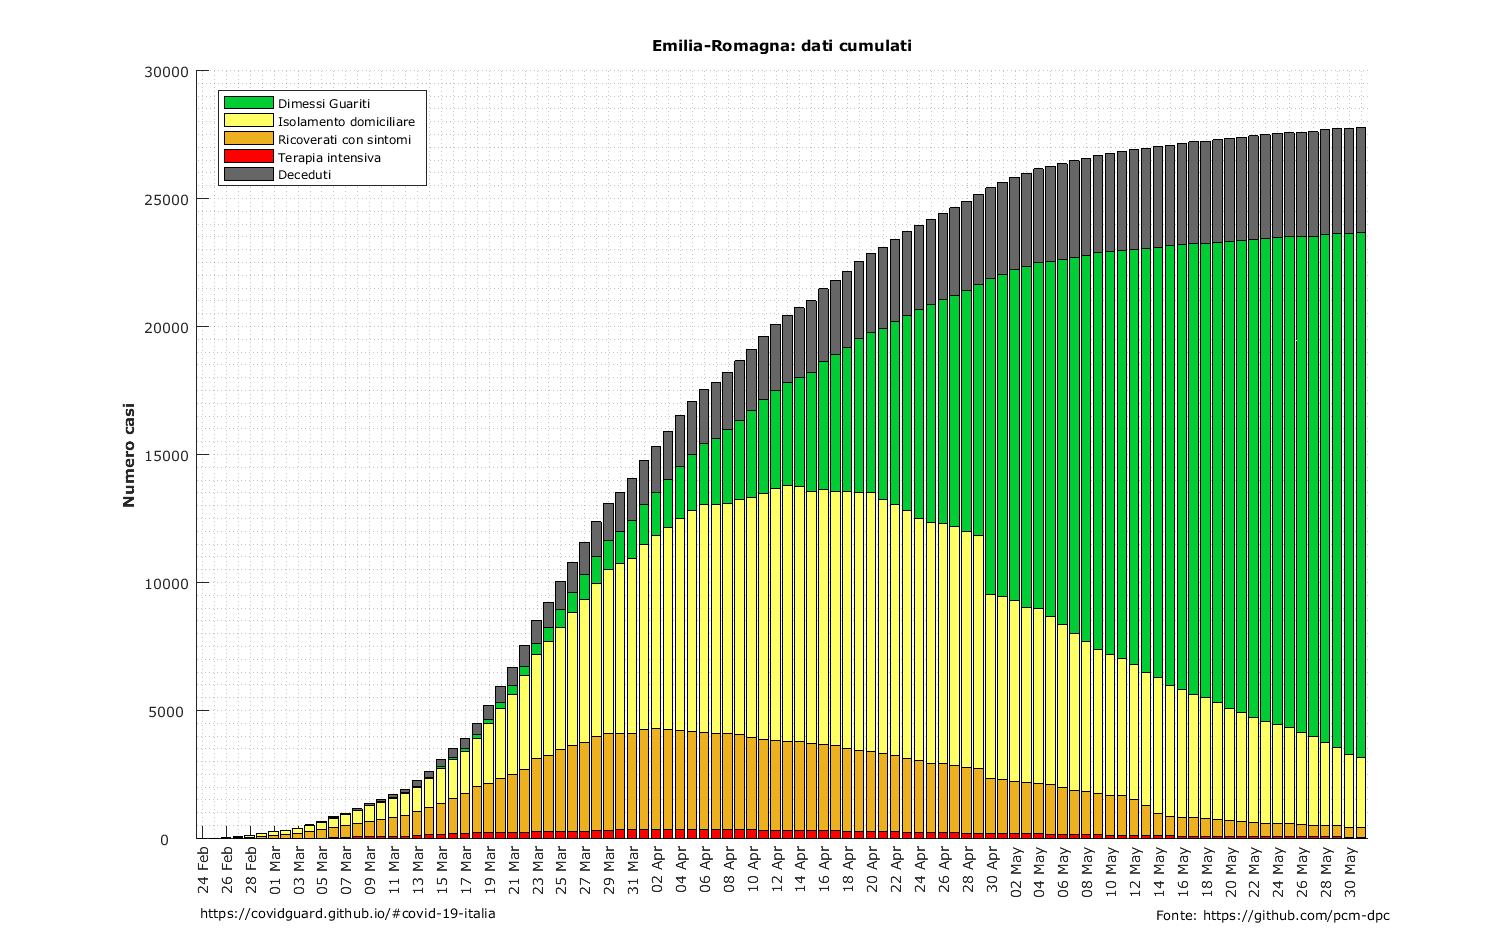 Emilia-Romagna: dati cumulati
30000
25000
20000
15000
10000
5000
0
Numero casi
Dimessi Guariti
Isolamento domiciliare
Ricoverati con sintomi
Terapia intensiva
Deceduti
24 Feb
26 Feb
28 Feb
01 Mar
03 Mar
05 Mar
07 Mar
09 Mar
11 Mar
13 Mar
15 Mar
17 Mar
19 Mar
21 Mar
23 Mar
25 Mar
27 Mar
29 Mar
31 Mar
02 Apr
04 Apr
06 Apr
08 Apr
10 Apr
12 Apr
14 Apr
16 Apr
18 Apr
20 Apr
22 Apr
24 Apr
26 Apr
28 Apr
30 Apr
02 May
04 May
06 May
08 May
10 May
12 May
14 May
16 May
18 May
20 May
22 May
24 May
26 May
28 May
30 May
https://covidguard.github.io/#covid-19-italia
Fonte: https://github.com/pcm-dpc